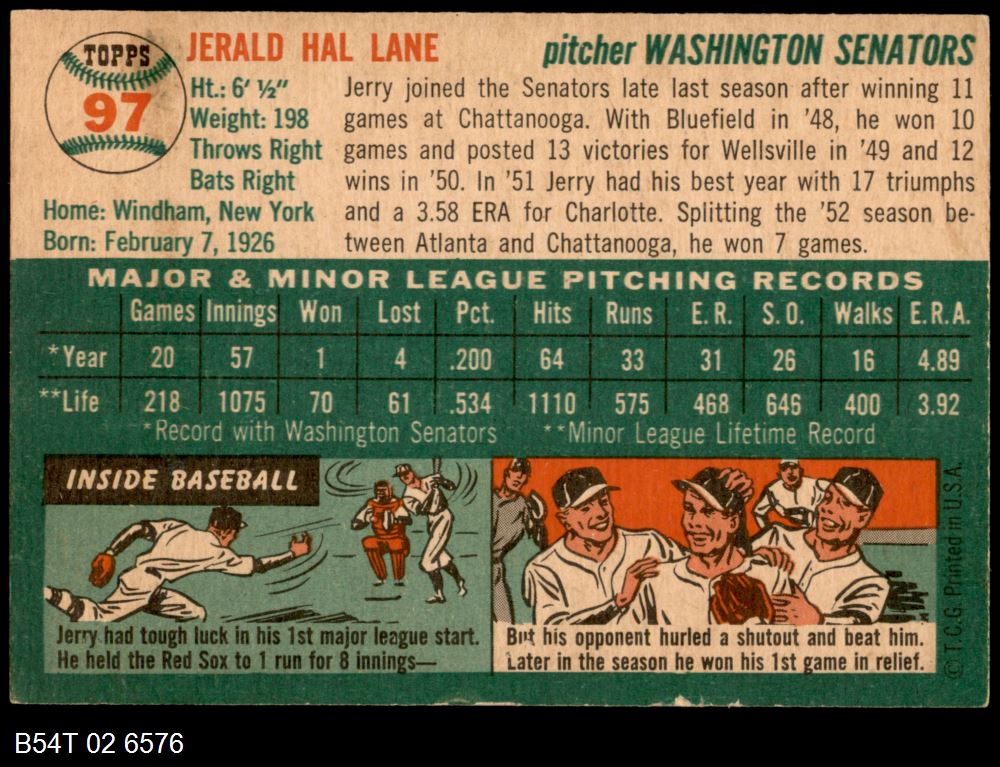 TOPPS
97
JERALD HAL LANE
pitcher WASHINGTON SENATORS
Ht.: 6' ½"
Weight: 198
Throws Right
Bats Right
Home: Windham, New York
Born: February 7, 1926
Jerry joined the Senators late last season after winning 11
games at Chattanooga. With Bluefield in '48, he won 10
games and posted 13 victories for Wellsville in '49 and 12
wins in '50. In '51 Jerry had his best year with 17 triumphs
and a 3.58 ERA for Charlotte. Splitting the '52 season be-
tween Atlanta and Chattanooga, he won 7 games.
MAJOR & MINOR LEAGUE PITCHING RECORDS
Games Innings Won Lost Pct. Hits Runs E. R. S. O. Walks E. R. A.
*Year 20 57 1 4 .200 64 33 31 26 16 4.89
**Life 218 1075 70 61 .534 1110 575 468 646 400 3.92
*Record with Washington Senators **Minor League Lifetime Record
INSIDE BASEBALL
Jerry had tough luck in his 1st major league start.
He held the Red Sox to 1 run for 8 innings—
But his opponent hurled a shutout and beat him.
Later in the season he won his 1st game in relief.
© T.C.G. Printed in U.S.A.
B54T 02 6576